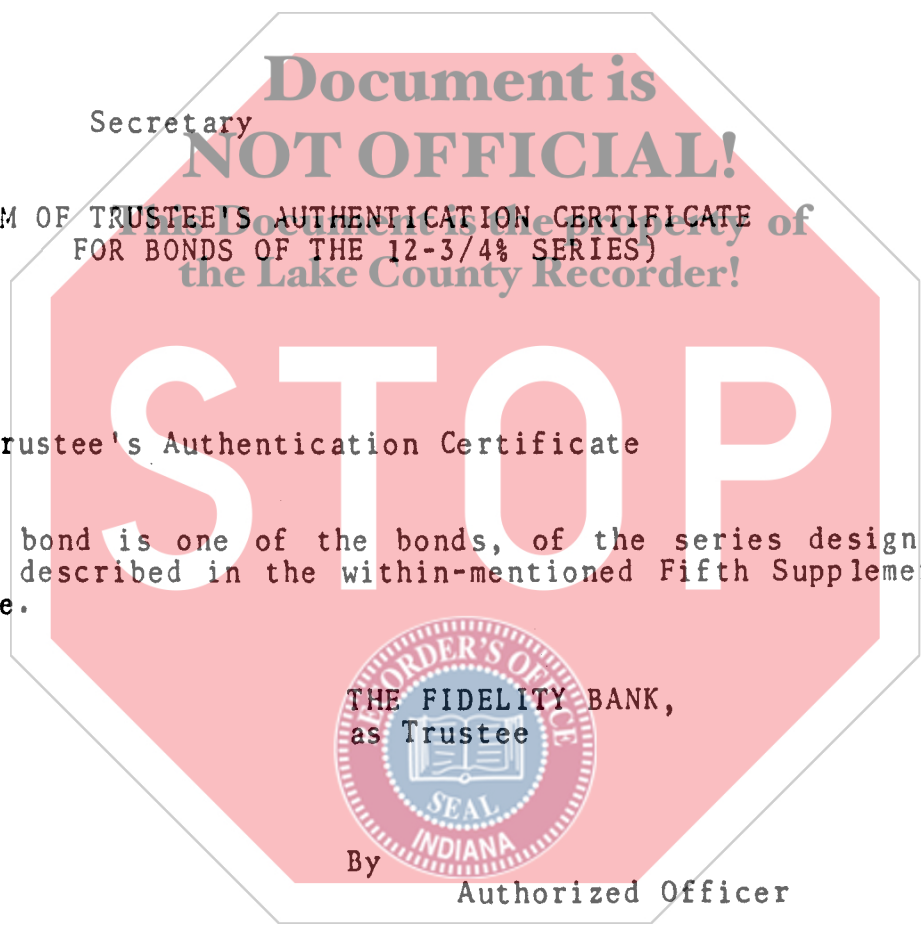 Document is
Secretary
NOT OFFICIAL!
M OF TRUSTEE'S AUTHENTICATION CERTIFICATE
This Document is the property of
FOR BONDS OF THE 12-3/4% SERIES)
the Lake County Recorder!
STOP
rustee's Authentication Certificate
bond is one of the bonds, of the series design
described in the within-mentioned Fifth Suppleme
e.
RECORDER'S OFFICE
THE FIDELITY BANK,
as Trustee
SEAL
INDIANA
By
Authorized Officer